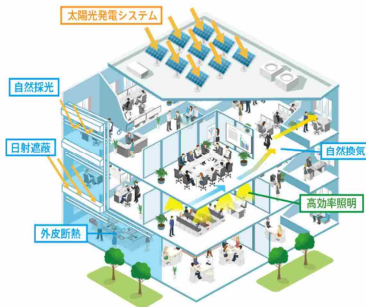 太陽光発電システム
自然採光
日射遮蔽
自然換気
高効率照明
外皮断熱